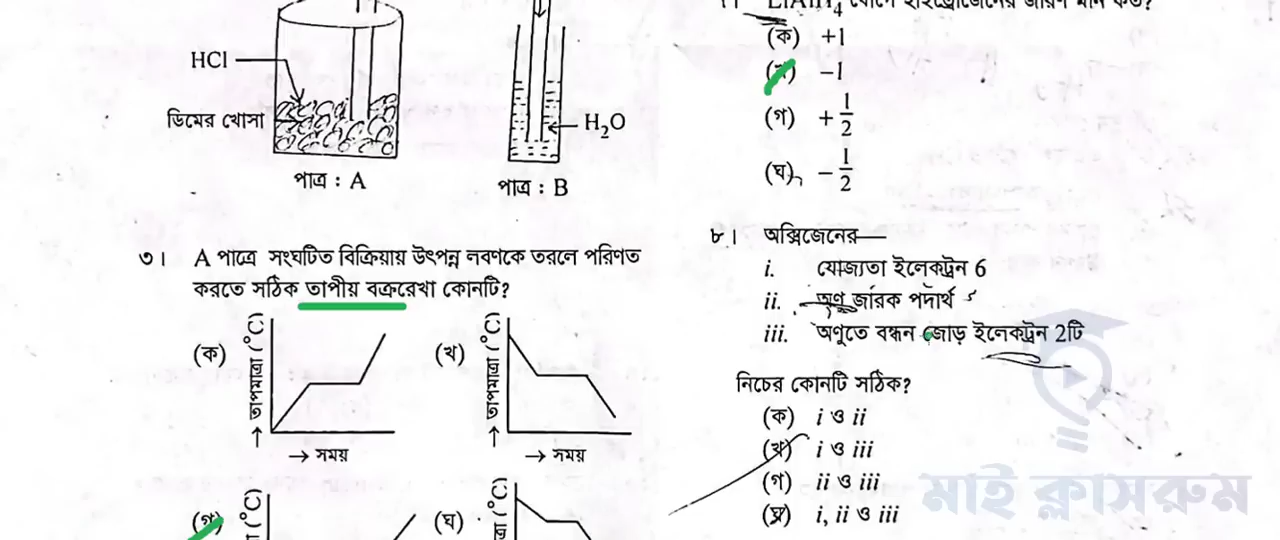 HCl
ডিমের খোসা
H₂O
পাত্র : A
পাত্র : B
৩। A পাত্রে সংঘটিত বিক্রিয়ায় উৎপন্ন লবণকে তরলে পরিণত
করতে সঠিক তাপীয় বক্ররেখা কোনটি?
(ক)
→ তাপমাত্রা (°C)
→ সময়
(খ)
→ তাপমাত্রা (°C)
→ সময়
(গ)
(°C)
(ঘ)
(°C)
(ক) +1
−1
(গ) +1/2
(ঘ) −1/2
৮। অক্সিজেনের—
i. যোজ্যতা ইলেকট্রন 6
ii. অণু জারক পদার্থ
iii. অণুতে বন্ধন জোড় ইলেকট্রন 2টি
নিচের কোনটি সঠিক?
(ক) i ও ii
(খ) i ও iii
(গ) ii ও iii
(ঘ) i, ii ও iii
মাই ক্লাসরুম